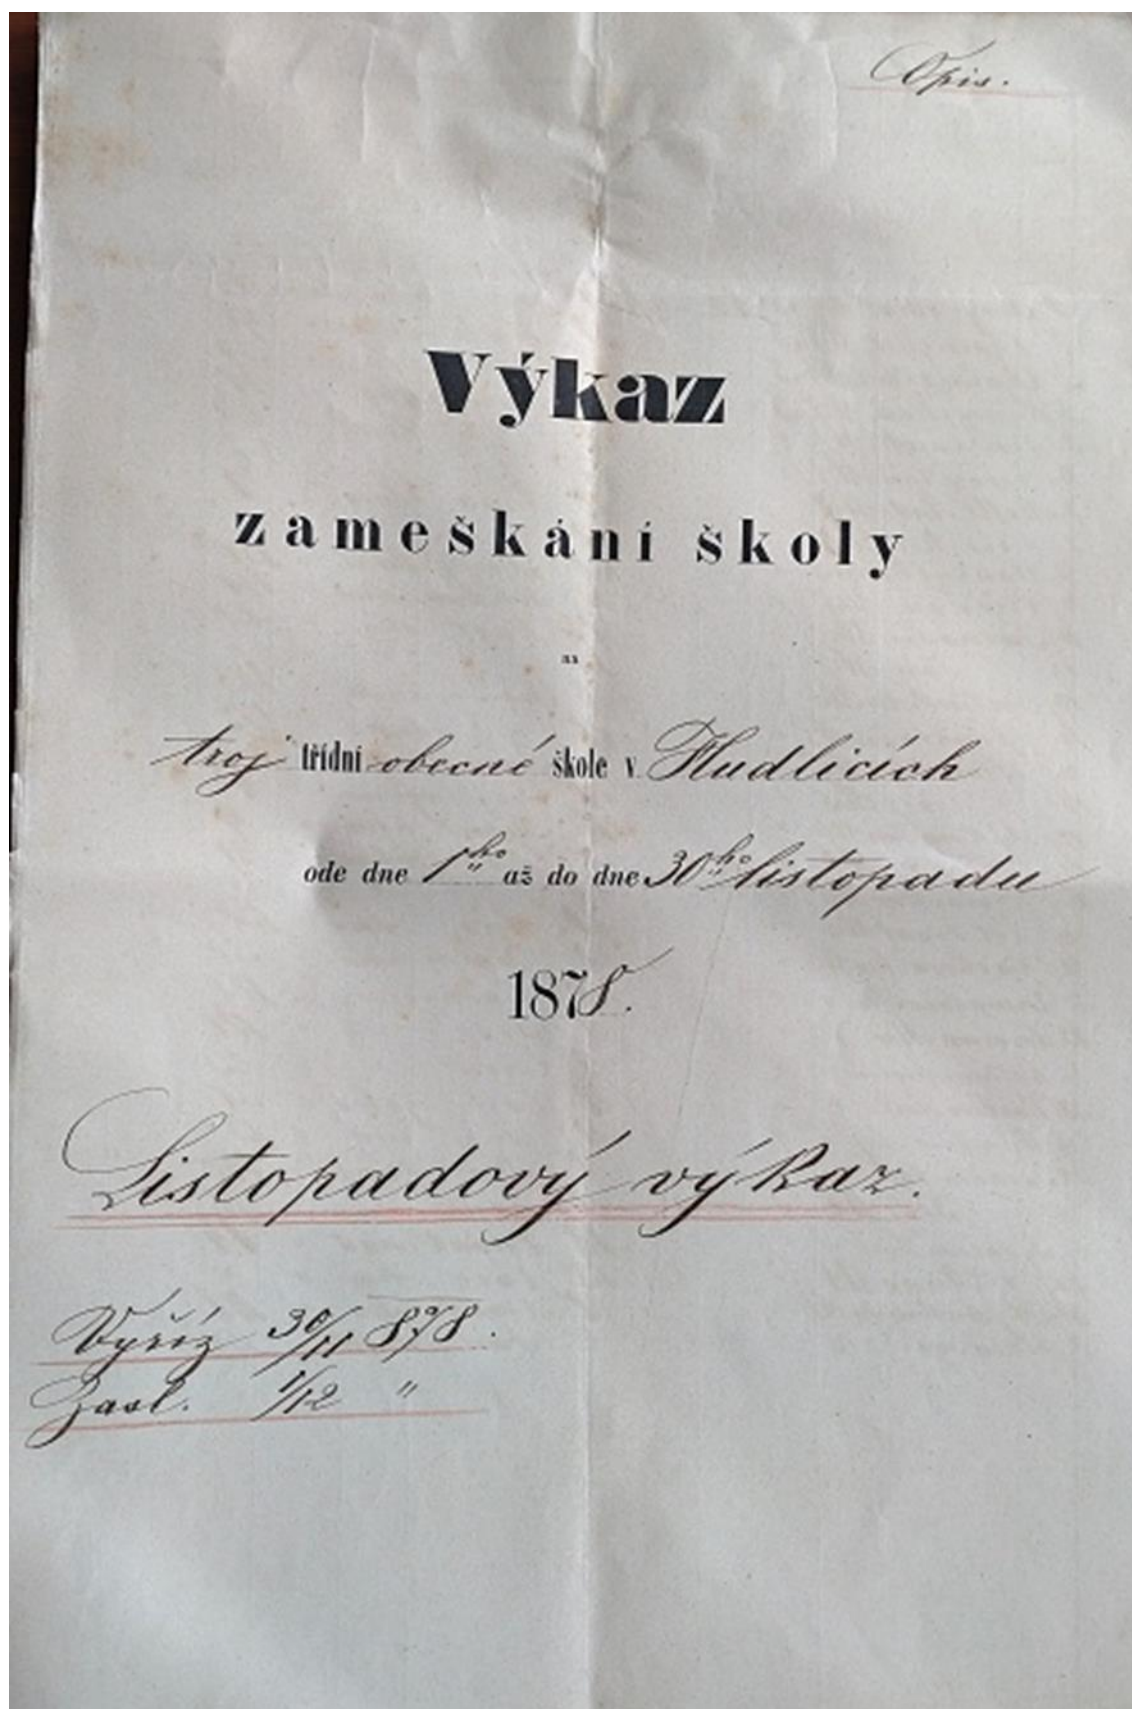 Opis.
Výkaz
zameškání školy
na
troj třídní obecné škole v Hudlicích
ode dne 1ho až do dne 30ho listopadu
1878.
Listopadový výkaz.
Vyříz 30/11 878.
Zasl. 1/12 "